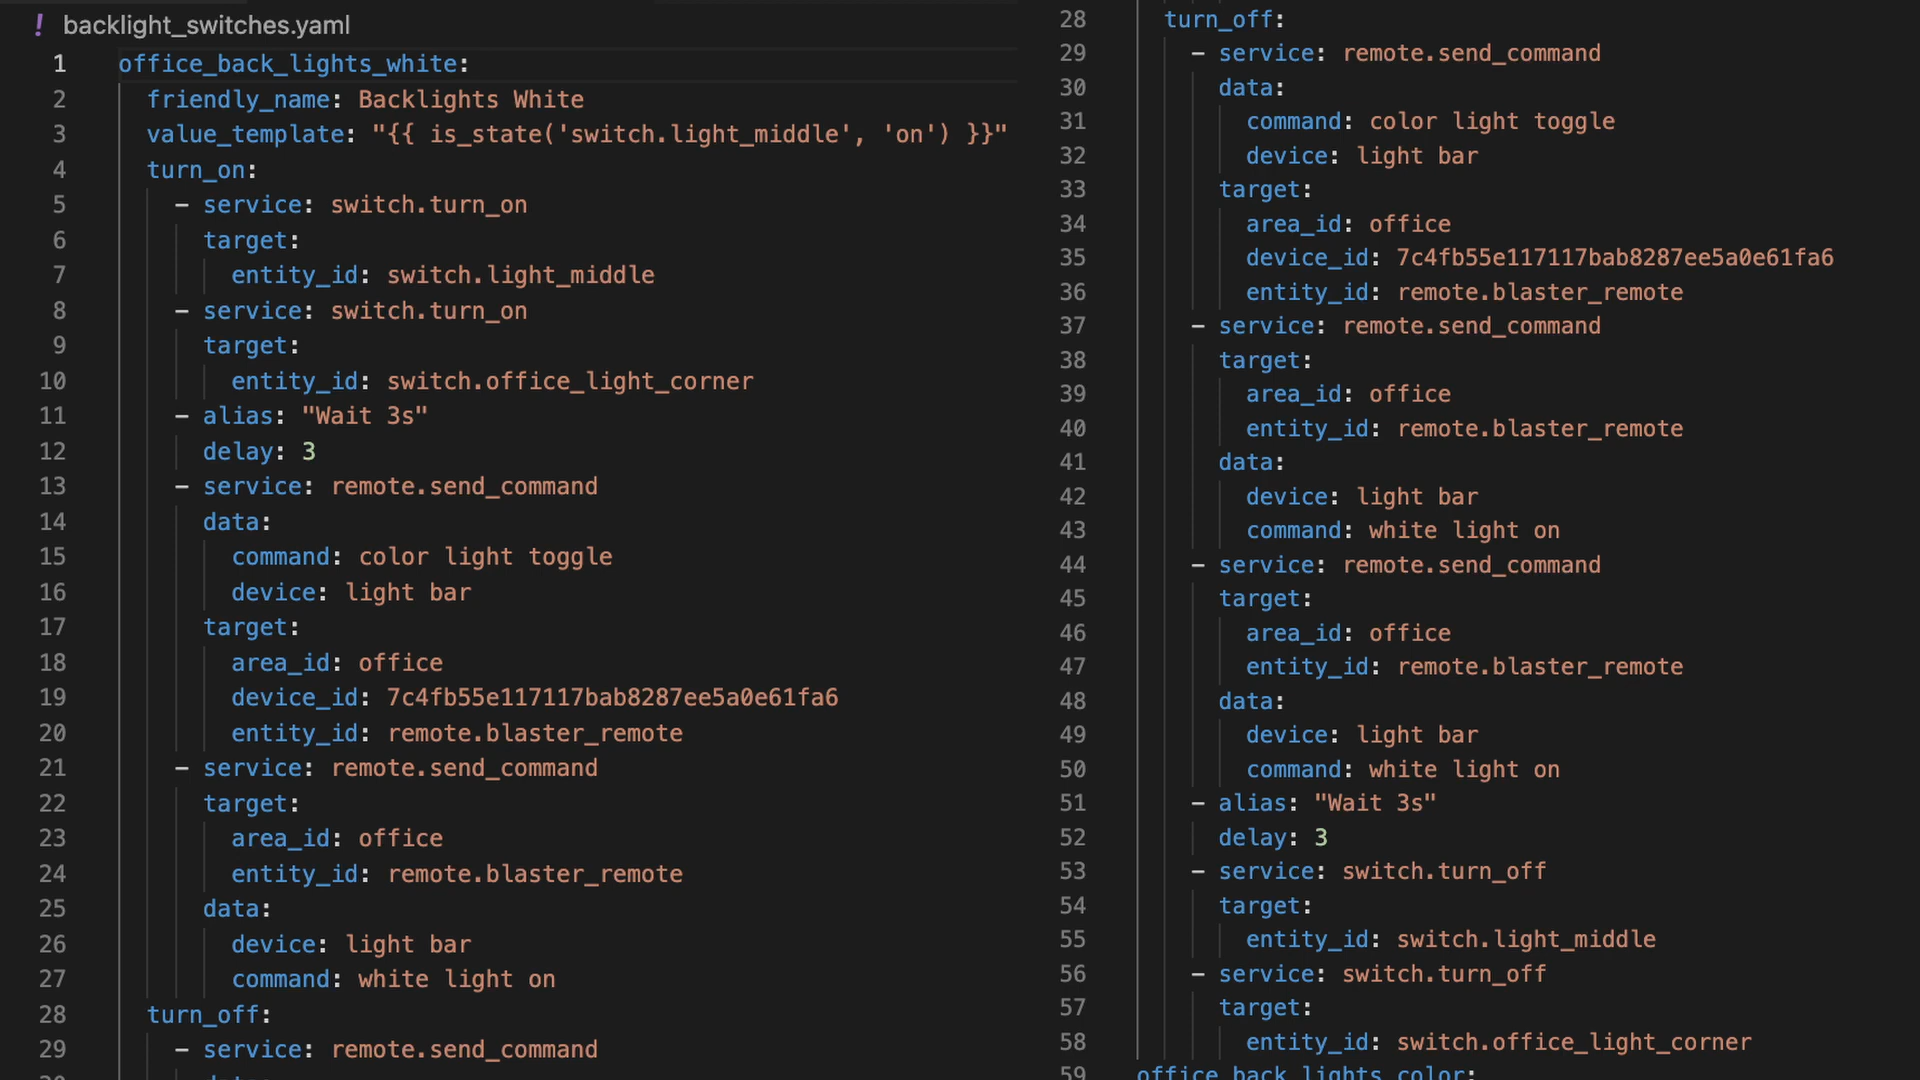 ! backlight_switches.yaml
1 office_back_lights_white:
2 friendly_name: Backlights White
3 value_template: "{{ is_state('switch.light_middle', 'on') }}"
4 turn_on:
5 - service: switch.turn_on
6 target:
7 entity_id: switch.light_middle
8 - service: switch.turn_on
9 target:
10 entity_id: switch.office_light_corner
11 - alias: "Wait 3s"
12 delay: 3
13 - service: remote.send_command
14 data:
15 command: color light toggle
16 device: light bar
17 target:
18 area_id: office
19 device_id: 7c4fb55e117117bab8287ee5a0e61fa6
20 entity_id: remote.blaster_remote
21 - service: remote.send_command
22 target:
23 area_id: office
24 entity_id: remote.blaster_remote
25 data:
26 device: light bar
27 command: white light on
28 turn_off:
29 - service: remote.send_command
28 turn_off:
29 - service: remote.send_command
30 data:
31 command: color light toggle
32 device: light bar
33 target:
34 area_id: office
35 device_id: 7c4fb55e117117bab8287ee5a0e61fa6
36 entity_id: remote.blaster_remote
37 - service: remote.send_command
38 target:
39 area_id: office
40 entity_id: remote.blaster_remote
41 data:
42 device: light bar
43 command: white light on
44 - service: remote.send_command
45 target:
46 area_id: office
47 entity_id: remote.blaster_remote
48 data:
49 device: light bar
50 command: white light on
51 - alias: "Wait 3s"
52 delay: 3
53 - service: switch.turn_off
54 target:
55 entity_id: switch.light_middle
56 - service: switch.turn_off
57 target:
58 entity_id: switch.office_light_corner
59 office_back_lights_color: